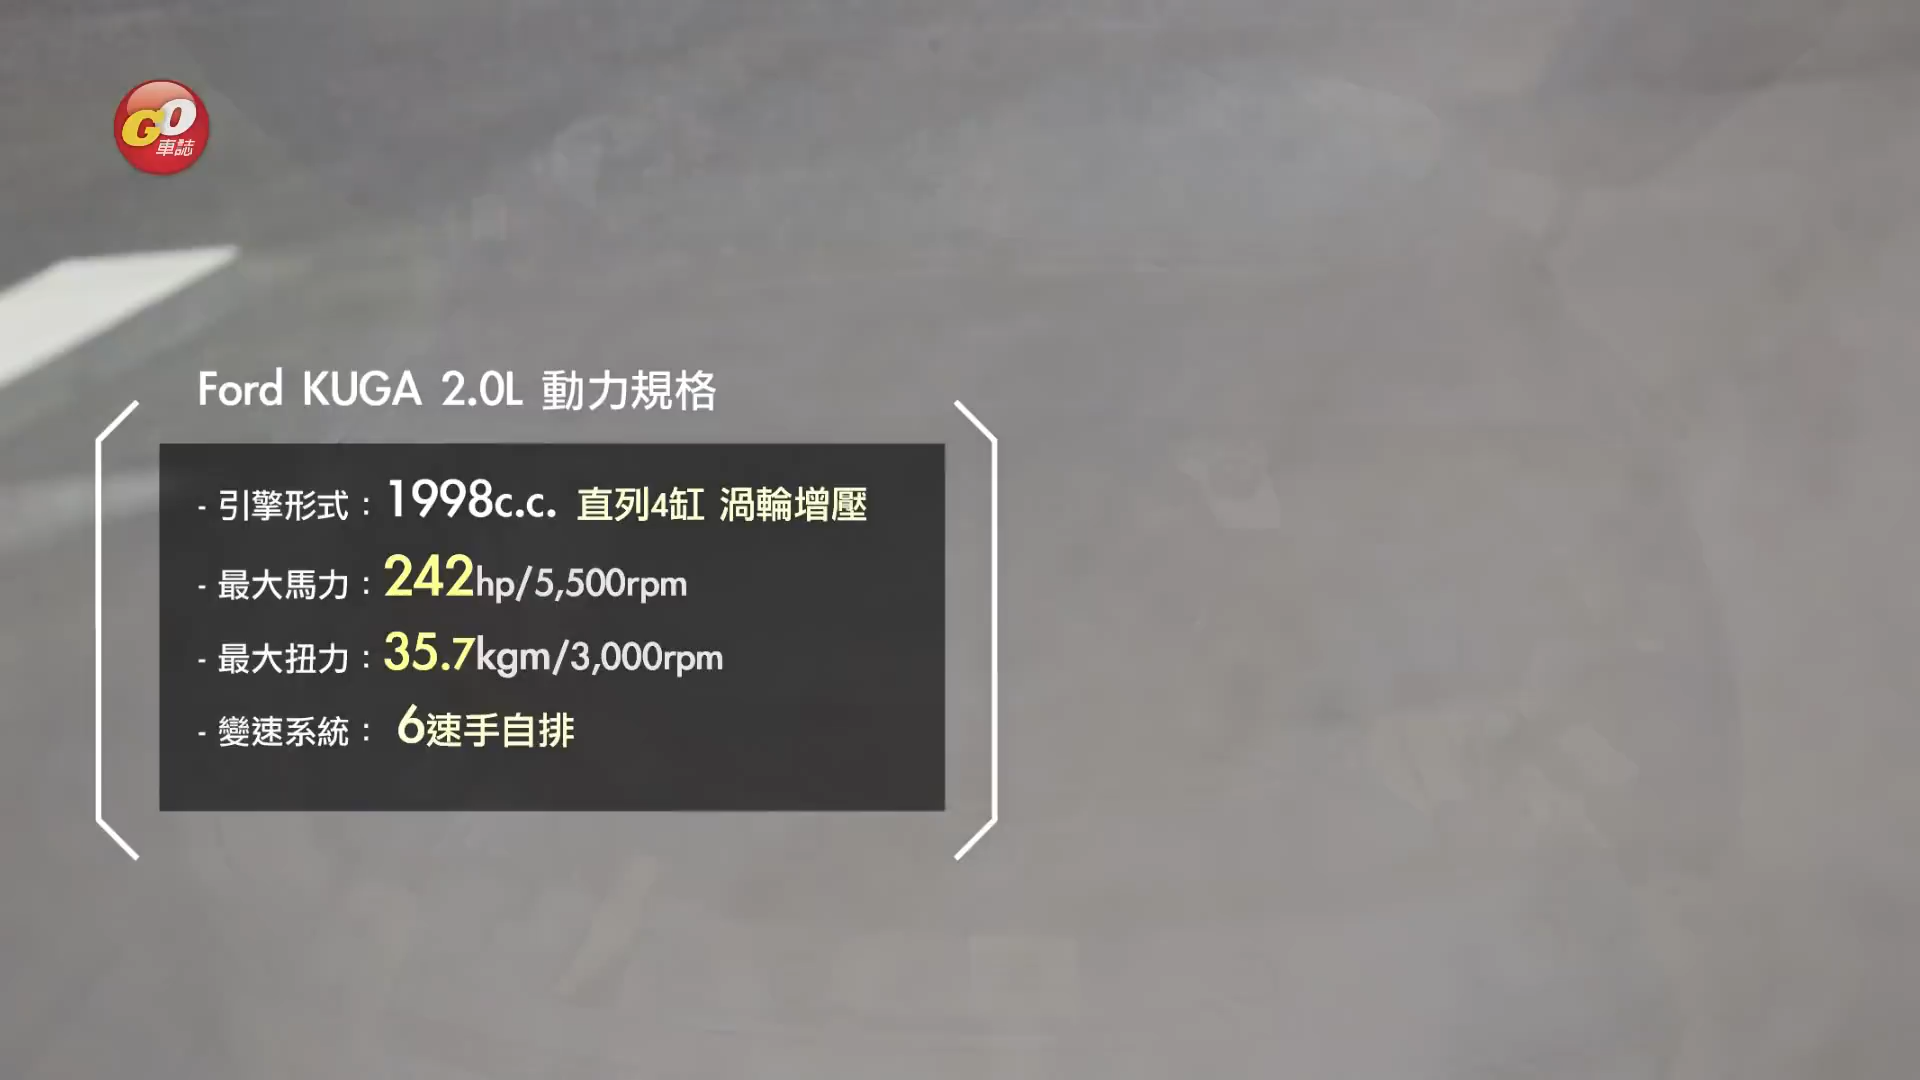 GO
車誌
Ford KUGA 2.0L 動力規格
- 引擎形式：1998c.c. 直列4缸 渦輪增壓
- 最大馬力：242hp/5,500rpm
- 最大扭力：35.7kgm/3,000rpm
- 變速系統： 6速手自排